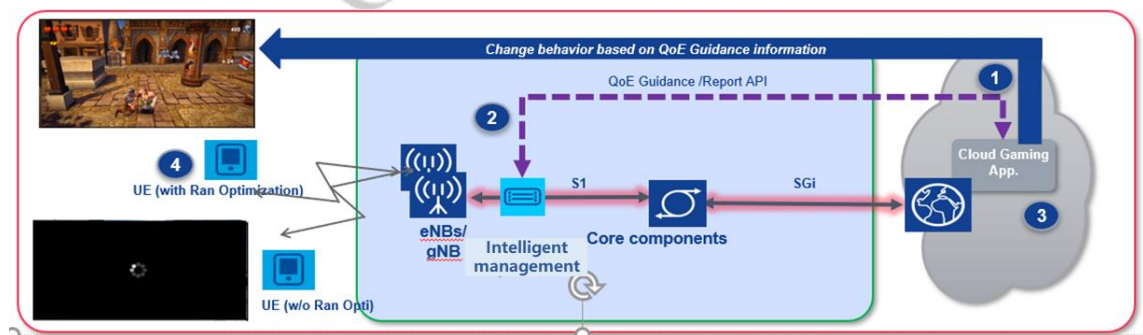 Change behavior based on QoE Guidance information
QoE Guidance /Report API
1
2
Cloud Gaming
App.
4
UE (with Ran Optimization)
S1
SGi
3
eNBs/
gNB
Intelligent
management
Core components
UE (w/o Ran Opti)